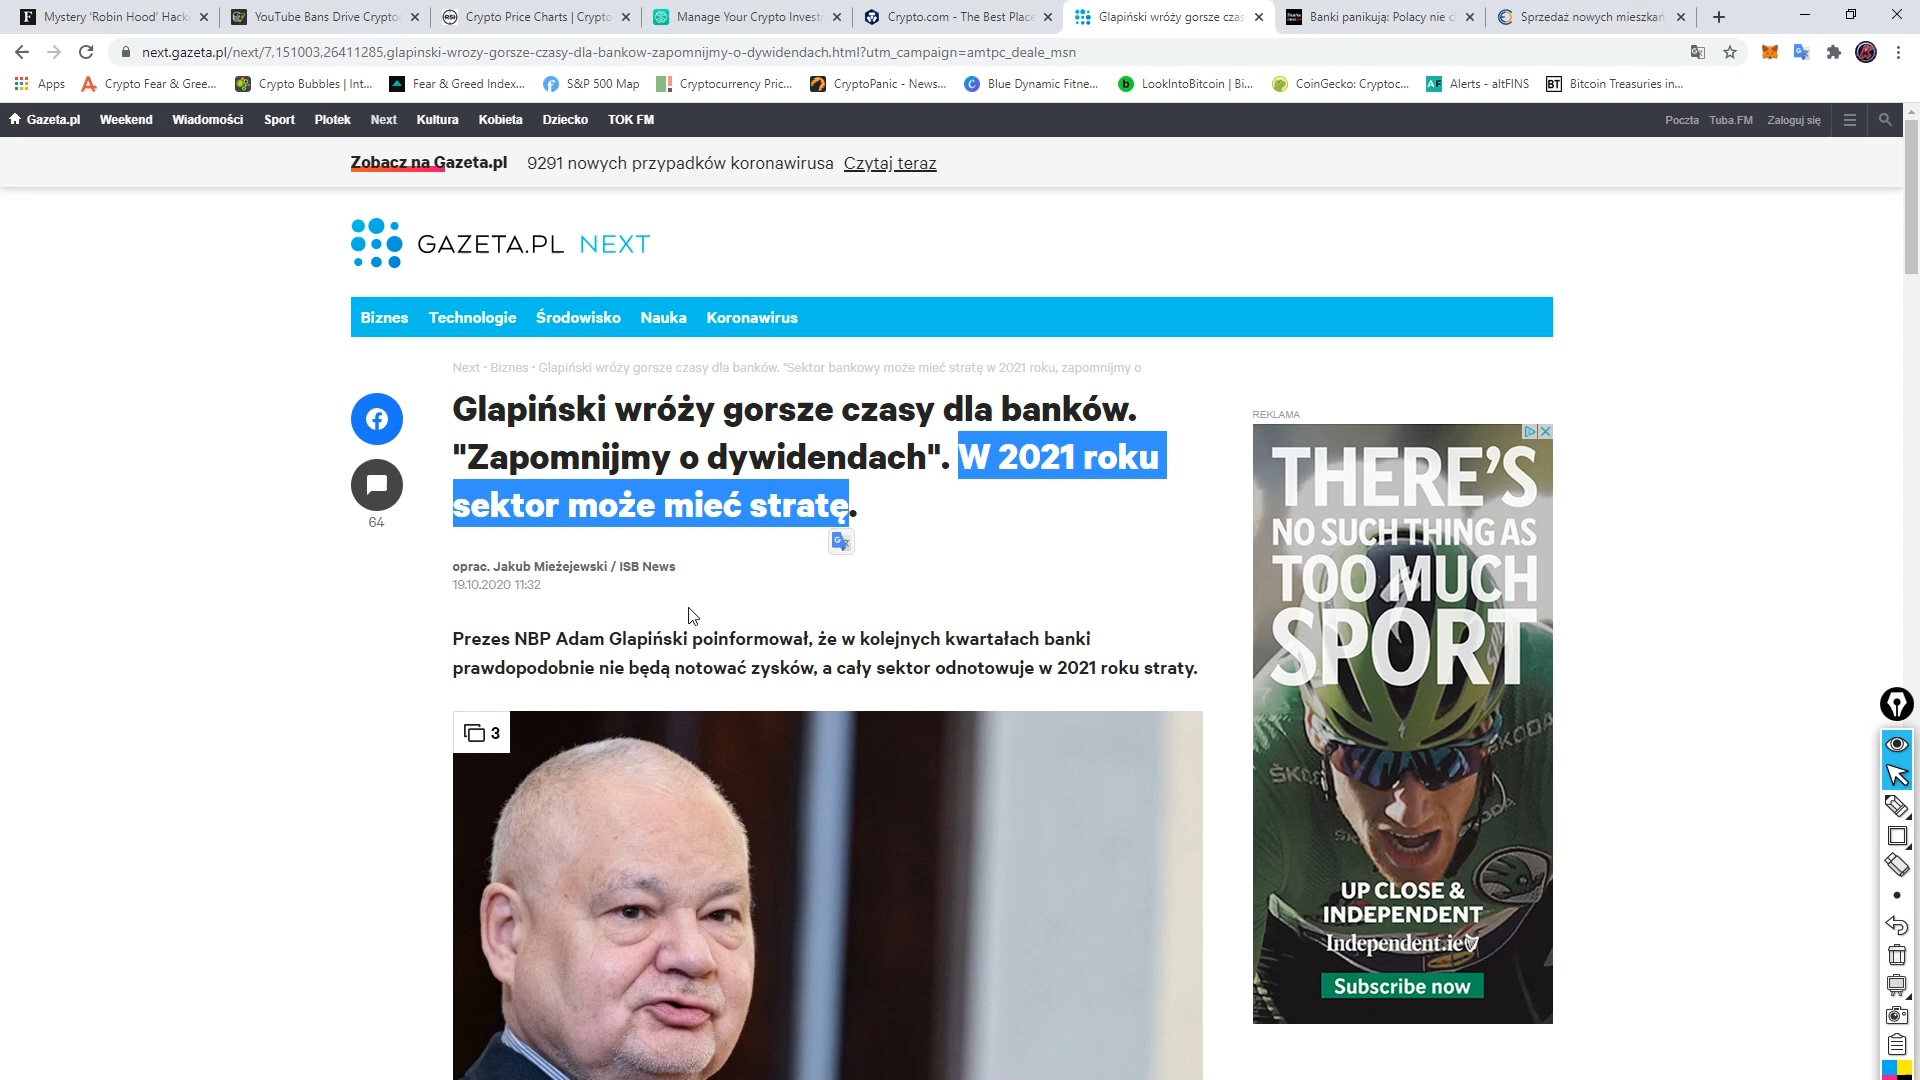 Mystery 'Robin Hood' Hack
YouTube Bans Drive Cryptoc
Crypto Price Charts | Crypto
Manage Your Crypto Invest
Crypto.com - The Best Place
Glapiński wróży gorsze czas
Banki panikują: Polacy nie c
Sprzedaż nowych mieszkań
next.gazeta.pl/next/7,151003,26411285,glapinski-wrozy-gorsze-czasy-dla-bankow-zapomnijmy-o-dywidendach.html?utm_campaign=amtpc_deale_msn
Apps
Crypto Fear & Gree...
Crypto Bubbles | Int...
Fear & Greed Index...
S&P 500 Map
Cryptocurrency Pric...
CryptoPanic - News...
Blue Dynamic Fitne...
LookIntoBitcoin | Bi...
CoinGecko: Cryptoc...
AF Alerts - altFINS
BT Bitcoin Treasuries in...
Gazeta.pl Weekend Wiadomości Sport Plotek Next Kultura Kobieta Dziecko TOK FM
Poczta Tuba.FM Zaloguj się
Zobacz na Gazeta.pl 9291 nowych przypadków koronawirusa Czytaj teraz
GAZETA.PL NEXT
Biznes Technologie Środowisko Nauka Koronawirus
Next · Biznes · Glapiński wróży gorsze czasy dla banków. "Sektor bankowy może mieć stratę w 2021 roku, zapomnijmy o
Glapiński wróży gorsze czasy dla banków.
"Zapomnijmy o dywidendach". W 2021 roku
sektor może mieć stratę.
64
oprac. Jakub Mieżejewski / ISB News
19.10.2020 11:32
Prezes NBP Adam Glapiński poinformował, że w kolejnych kwartałach banki
prawdopodobnie nie będą notować zysków, a cały sektor odnotowuje w 2021 roku straty.
3
REKLAMA
THERE'S
NO SUCH THING AS
TOO MUCH
SPORT
ŠKODA
UP CLOSE &
INDEPENDENT
Independent.ie
Subscribe now